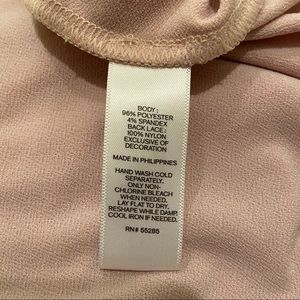 BODY :
96% POLYESTER
4% SPANDEX
BACK LACE :
100% NYLON
EXCLUSIVE OF
DECORATION
MADE IN PHILIPPINES
HAND WASH COLD
SEPARATELY.
ONLY NON-
CHLORINE BLEACH
WHEN NEEDED.
LAY FLAT TO DRY.
RESHAPE WHILE DAMP.
COOL IRON IF NEEDED.
RN# 55285